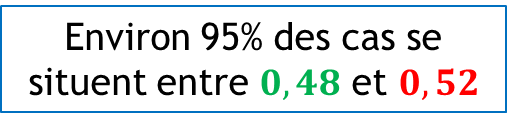 Environ 95% des cas se
situent entre 0,48 et 0,52